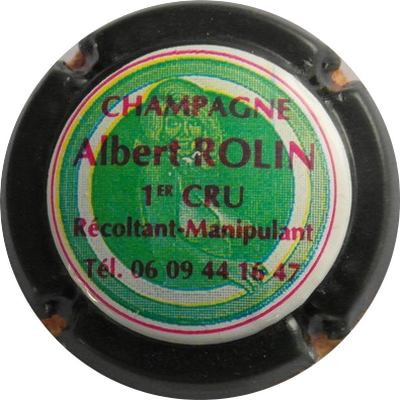 CHAMPAGNE
Albert ROLIN
1ER CRU
Récoltant-Manipulant
Tél. 06 09 44 16 47